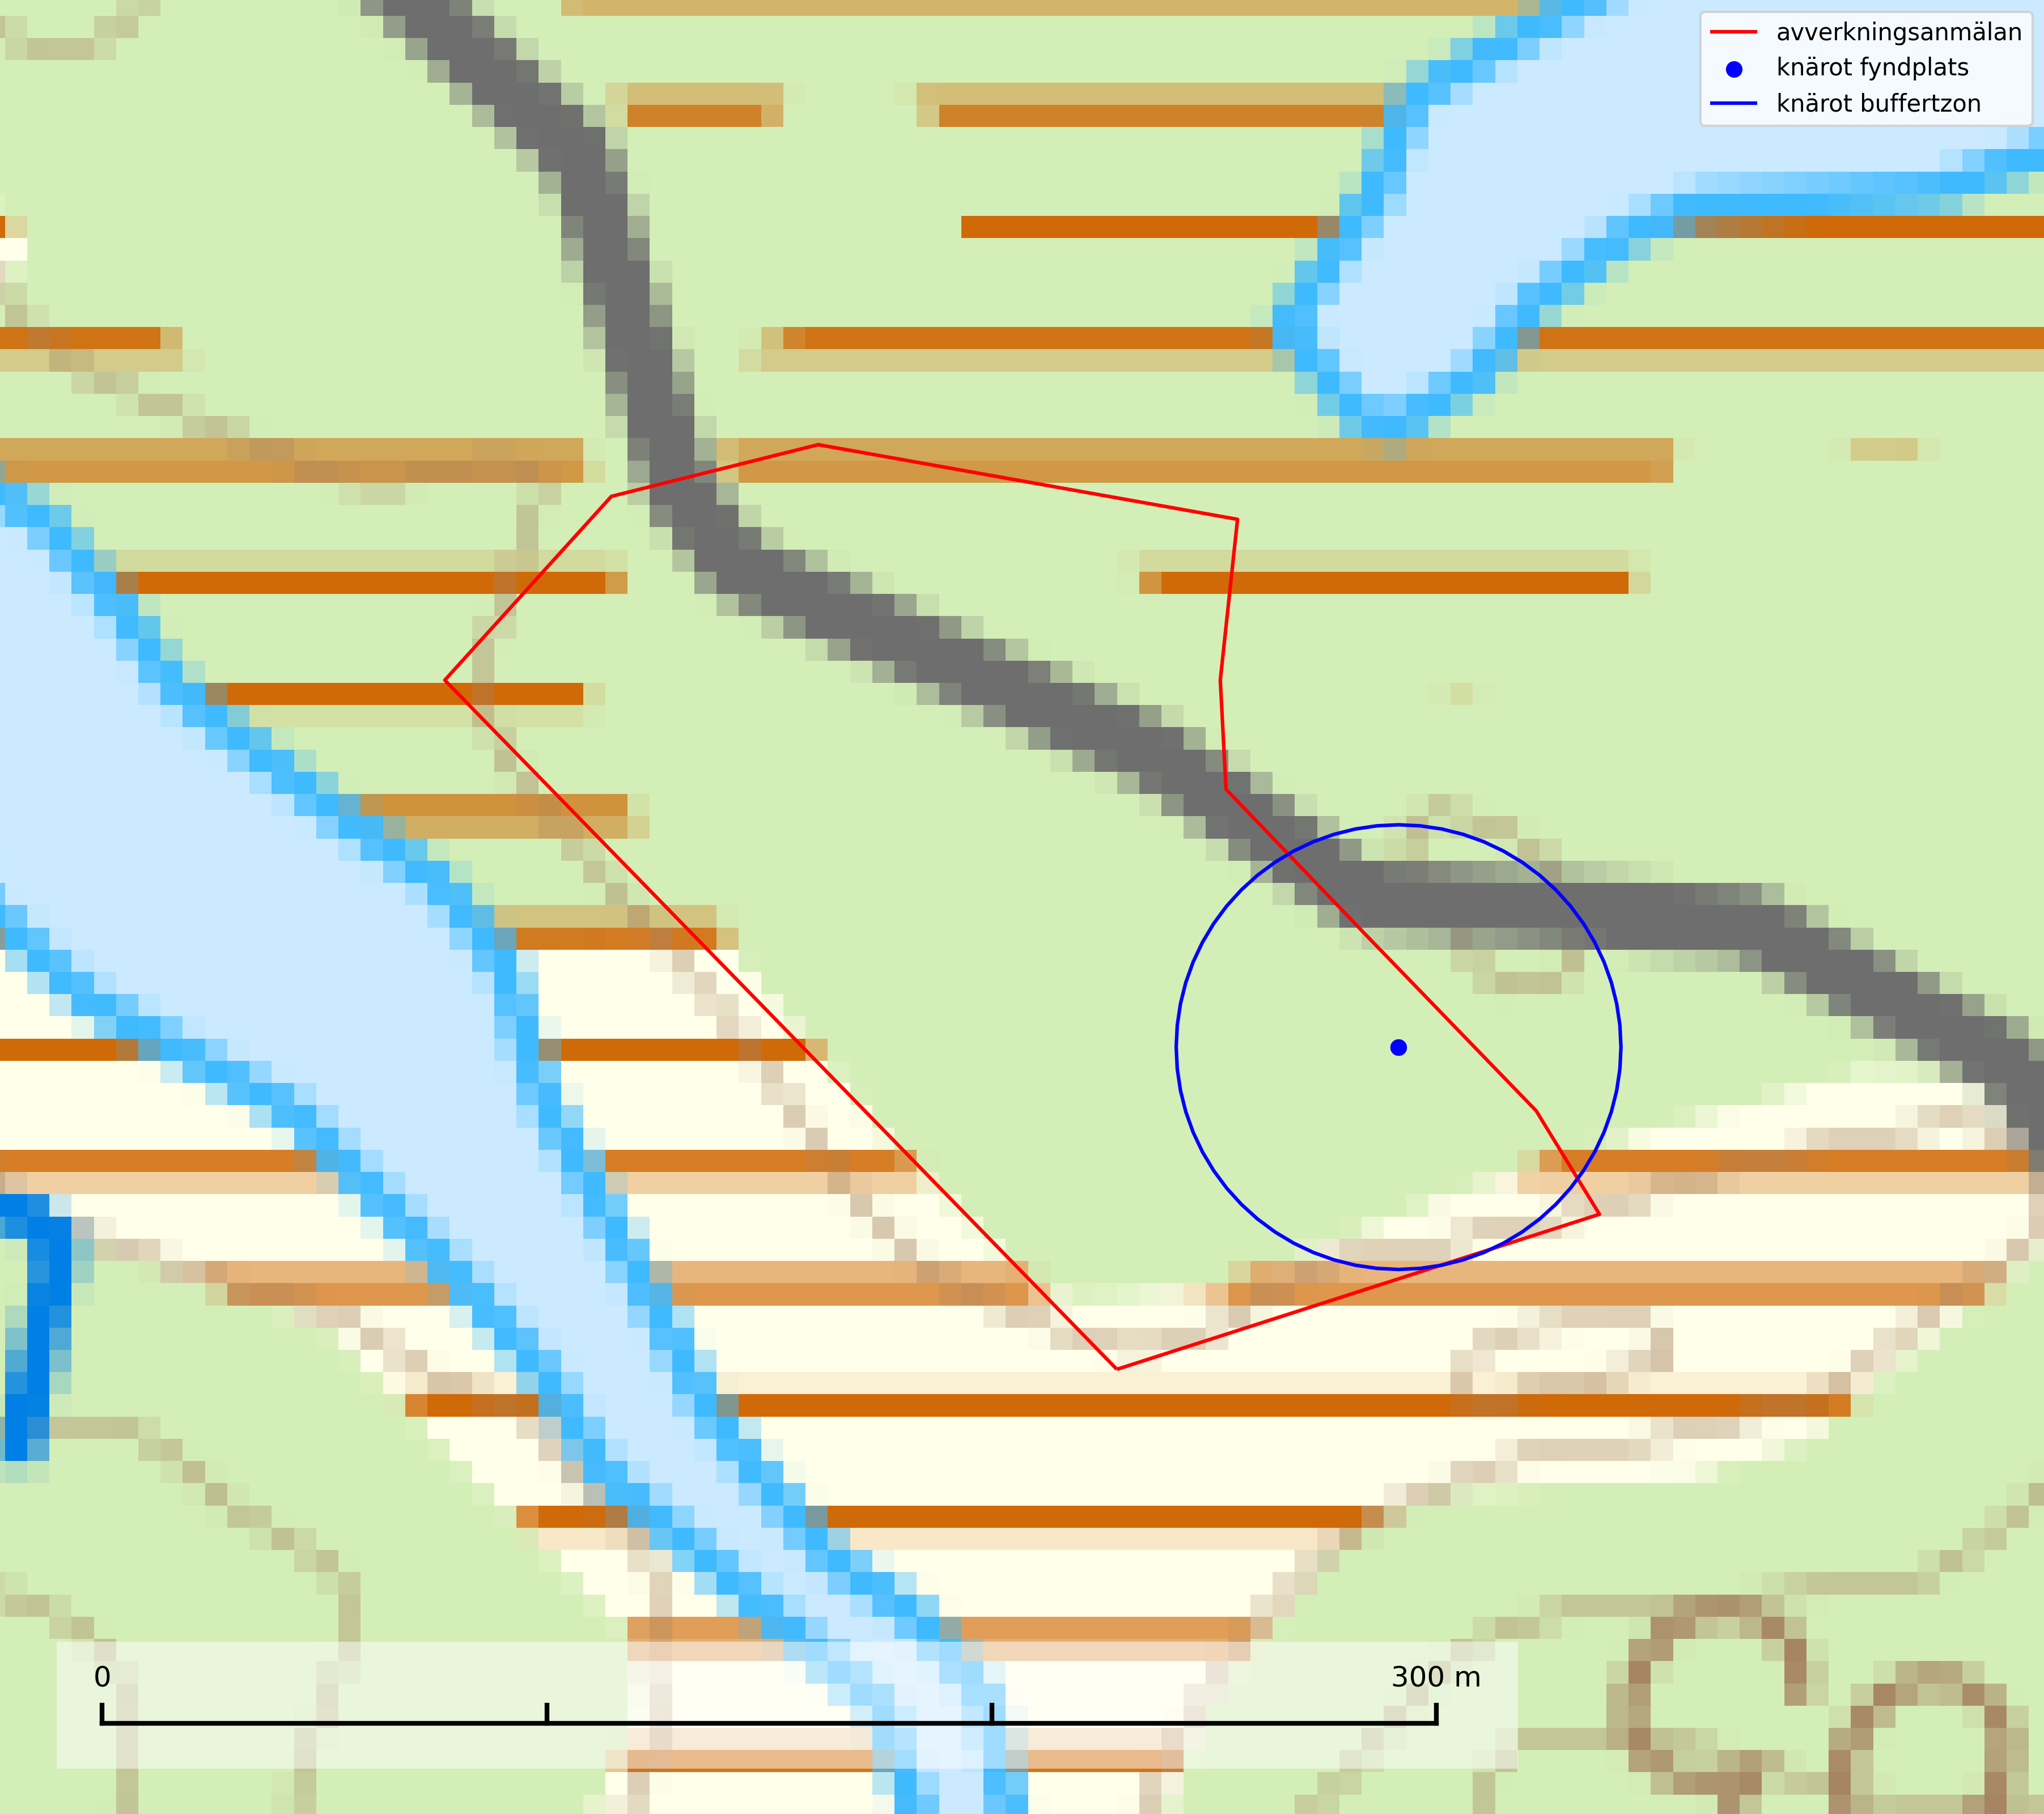 avverkningsanmälan
knärot fyndplats
knärot buffertzon
0 300 m